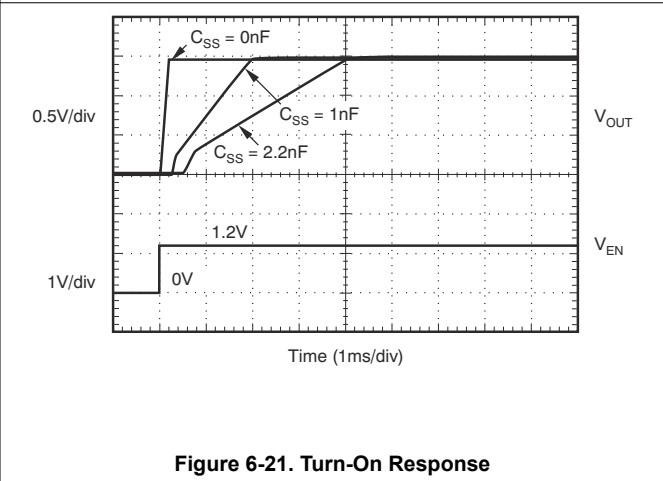 C_SS = 0nF
0.5V/div
C_SS = 1nF
V_OUT
C_SS = 2.2nF
1.2V
V_EN
1V/div
0V
Time (1ms/div)
Figure 6-21. Turn-On Response